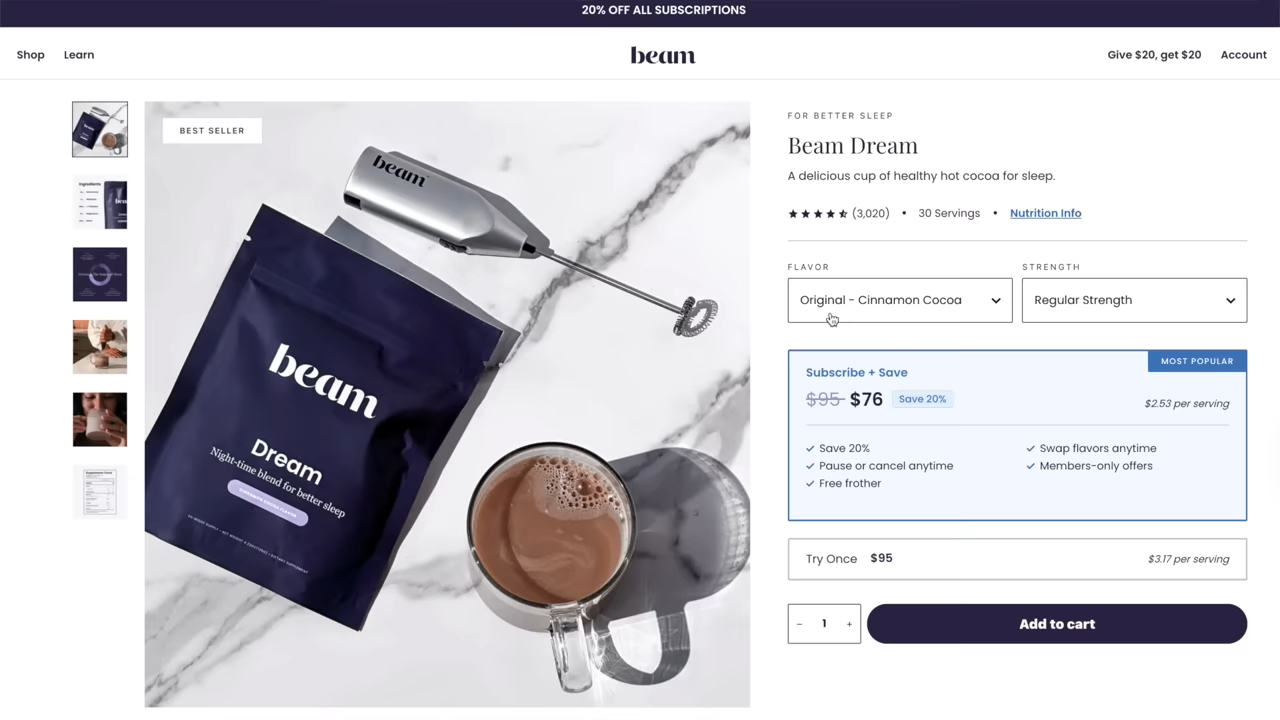 20% OFF ALL SUBSCRIPTIONS
Shop
Learn
beam
Give $20, get $20
Account
BEST SELLER
beam
beam
Dream
Night-time blend for better sleep
CINNAMON COCOA FLAVOR
Ingredients
FOR BETTER SLEEP
Beam Dream
A delicious cup of healthy hot cocoa for sleep.
(3,020) • 30 Servings • Nutrition Info
FLAVOR
STRENGTH
Original - Cinnamon Cocoa
Regular Strength
MOST POPULAR
Subscribe + Save
$95 $76 Save 20%
$2.53 per serving
✓ Save 20%
✓ Swap flavors anytime
✓ Pause or cancel anytime
✓ Members-only offers
✓ Free frother
Try Once $95
$3.17 per serving
− 1 +
Add to cart